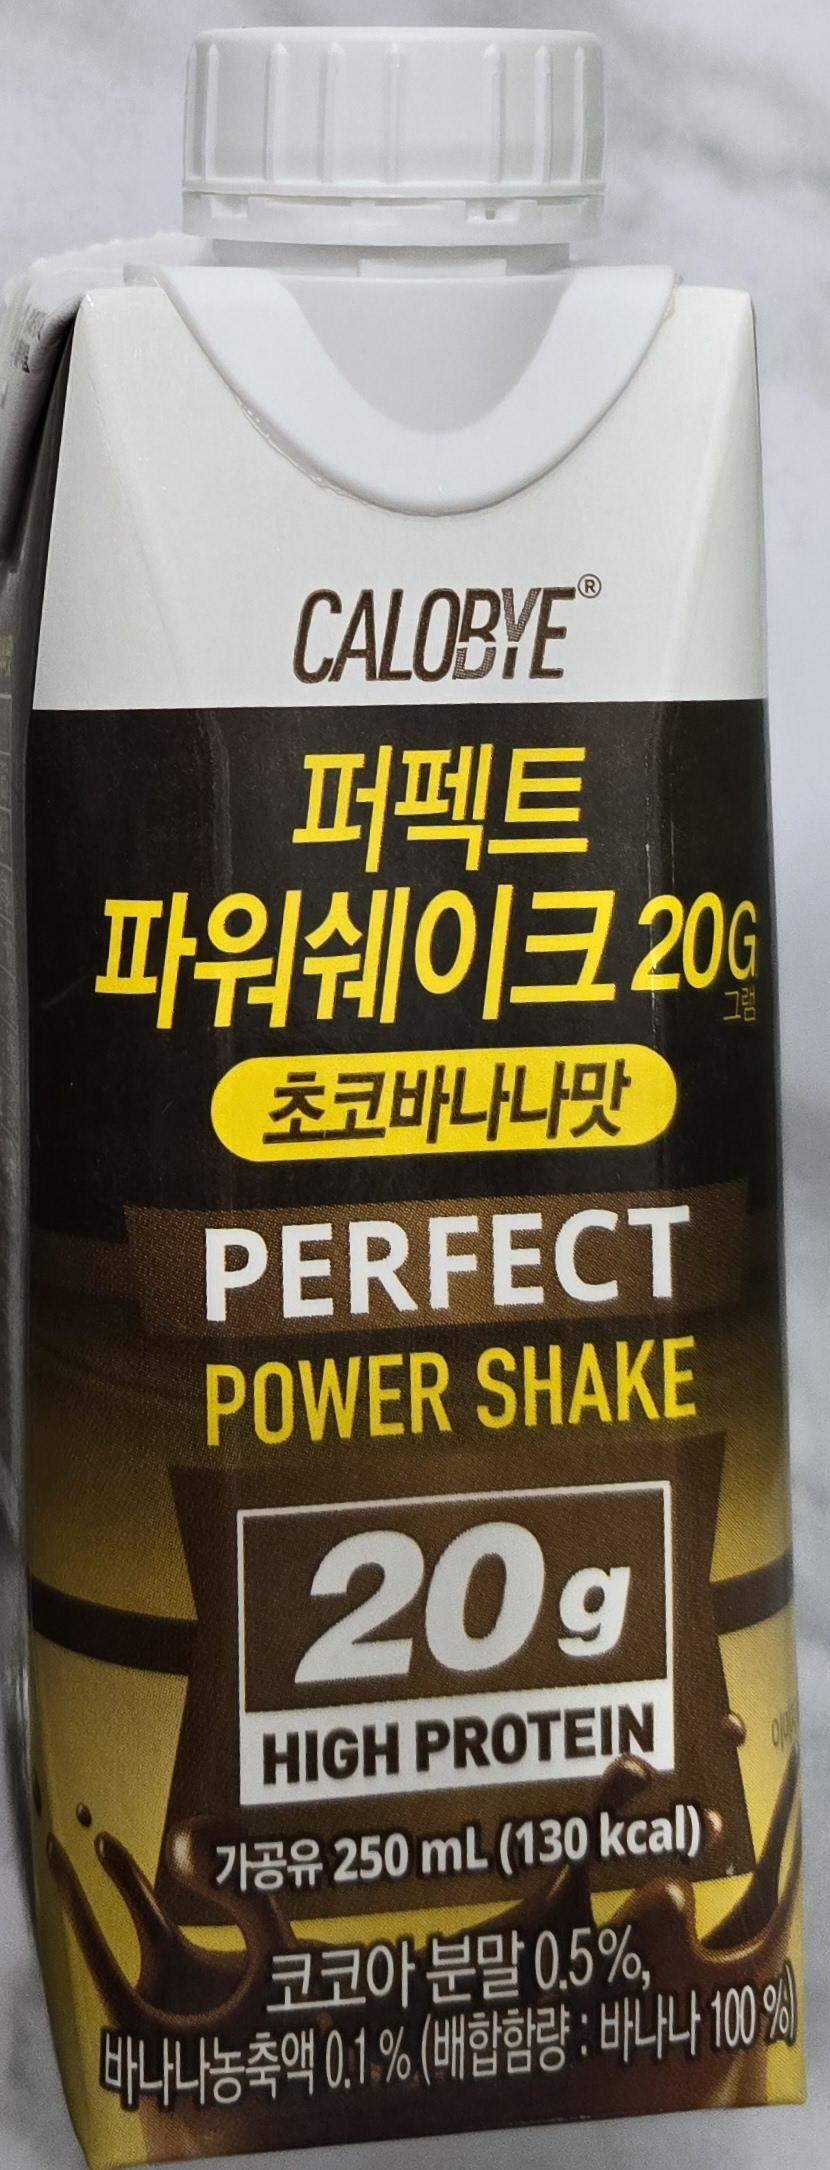 CALOBYE®
퍼펙트
파워쉐이크 20G
그램
초코바나나맛
PERFECT
POWER SHAKE
20g
HIGH PROTEIN
가공유 250 mL (130 kcal)
코코아 분말 0.5%,
바나나농축액 0.1% (배합함량 : 바나나 100 %)